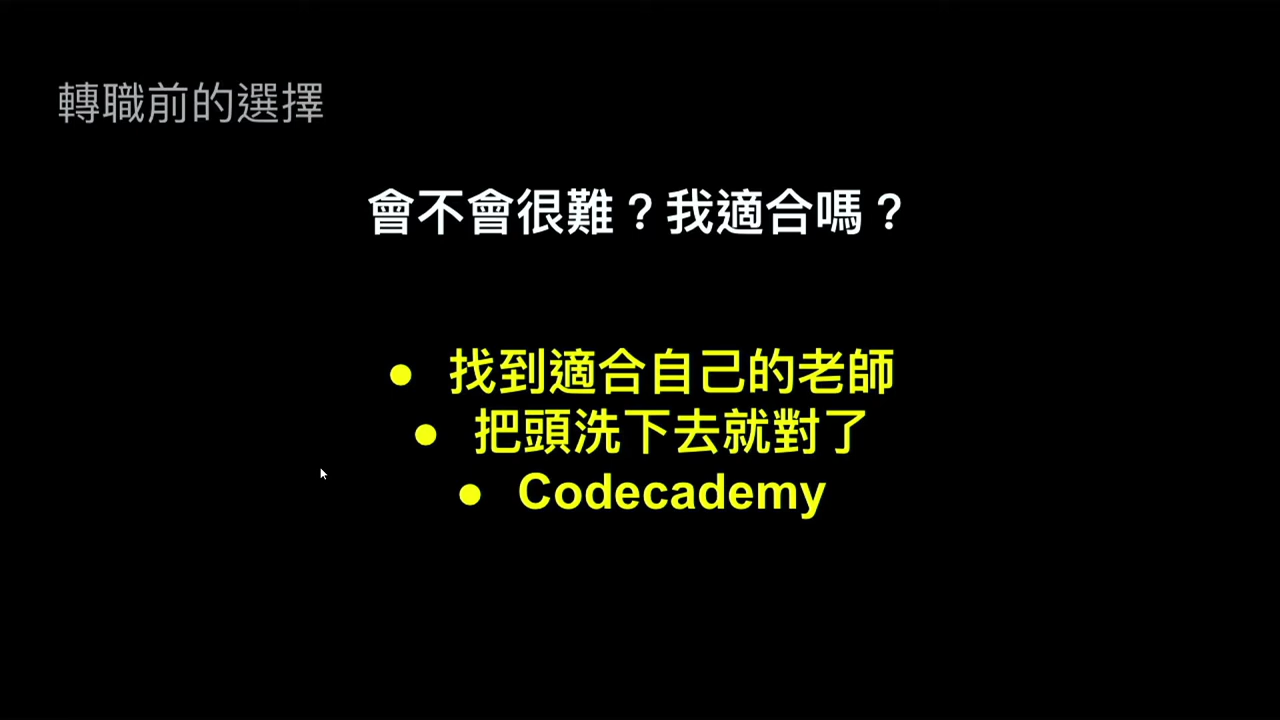 轉職前的選擇
會不會很難？我適合嗎？
● 找到適合自己的老師
● 把頭洗下去就對了
● Codecademy